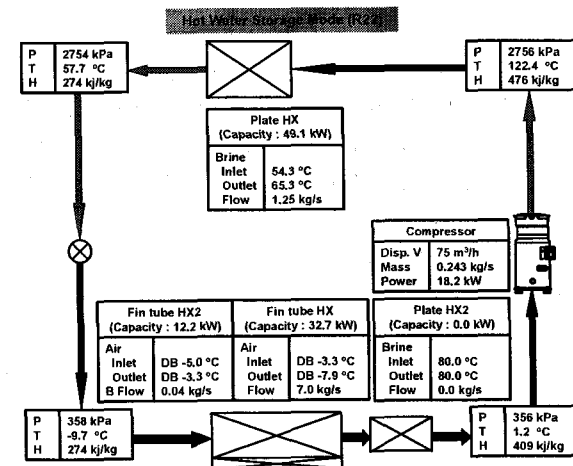 Hot Water Storage Mode (R22)
P 2754 kPa
T 57.7 °C
H 274 kj/kg
P 2756 kPa
T 122.4 °C
H 476 kj/kg
Plate HX
(Capacity : 49.1 kW)
Brine
Inlet 54.3 °C
Outlet 65.3 °C
Flow 1.25 kg/s
Compressor
Disp. V 75 m³/h
Mass 0.243 kg/s
Power 18.2 kW
Fin tube HX2
(Capacity : 12.2 kW)
Air
Inlet DB -5.0 °C
Outlet DB -3.3 °C
B Flow 0.04 kg/s
Fin tube HX
(Capacity : 32.7 kW)
Air
Inlet DB -3.3 °C
Outlet DB -7.9 °C
Flow 7.0 kg/s
Plate HX2
(Capacity : 0.0 kW)
Brine
Inlet 80.0 °C
Outlet 80.0 °C
Flow 0.0 kg/s
P 358 kPa
T -9.7 °C
H 274 kj/kg
P 356 kPa
T 1.2 °C
H 409 kj/kg